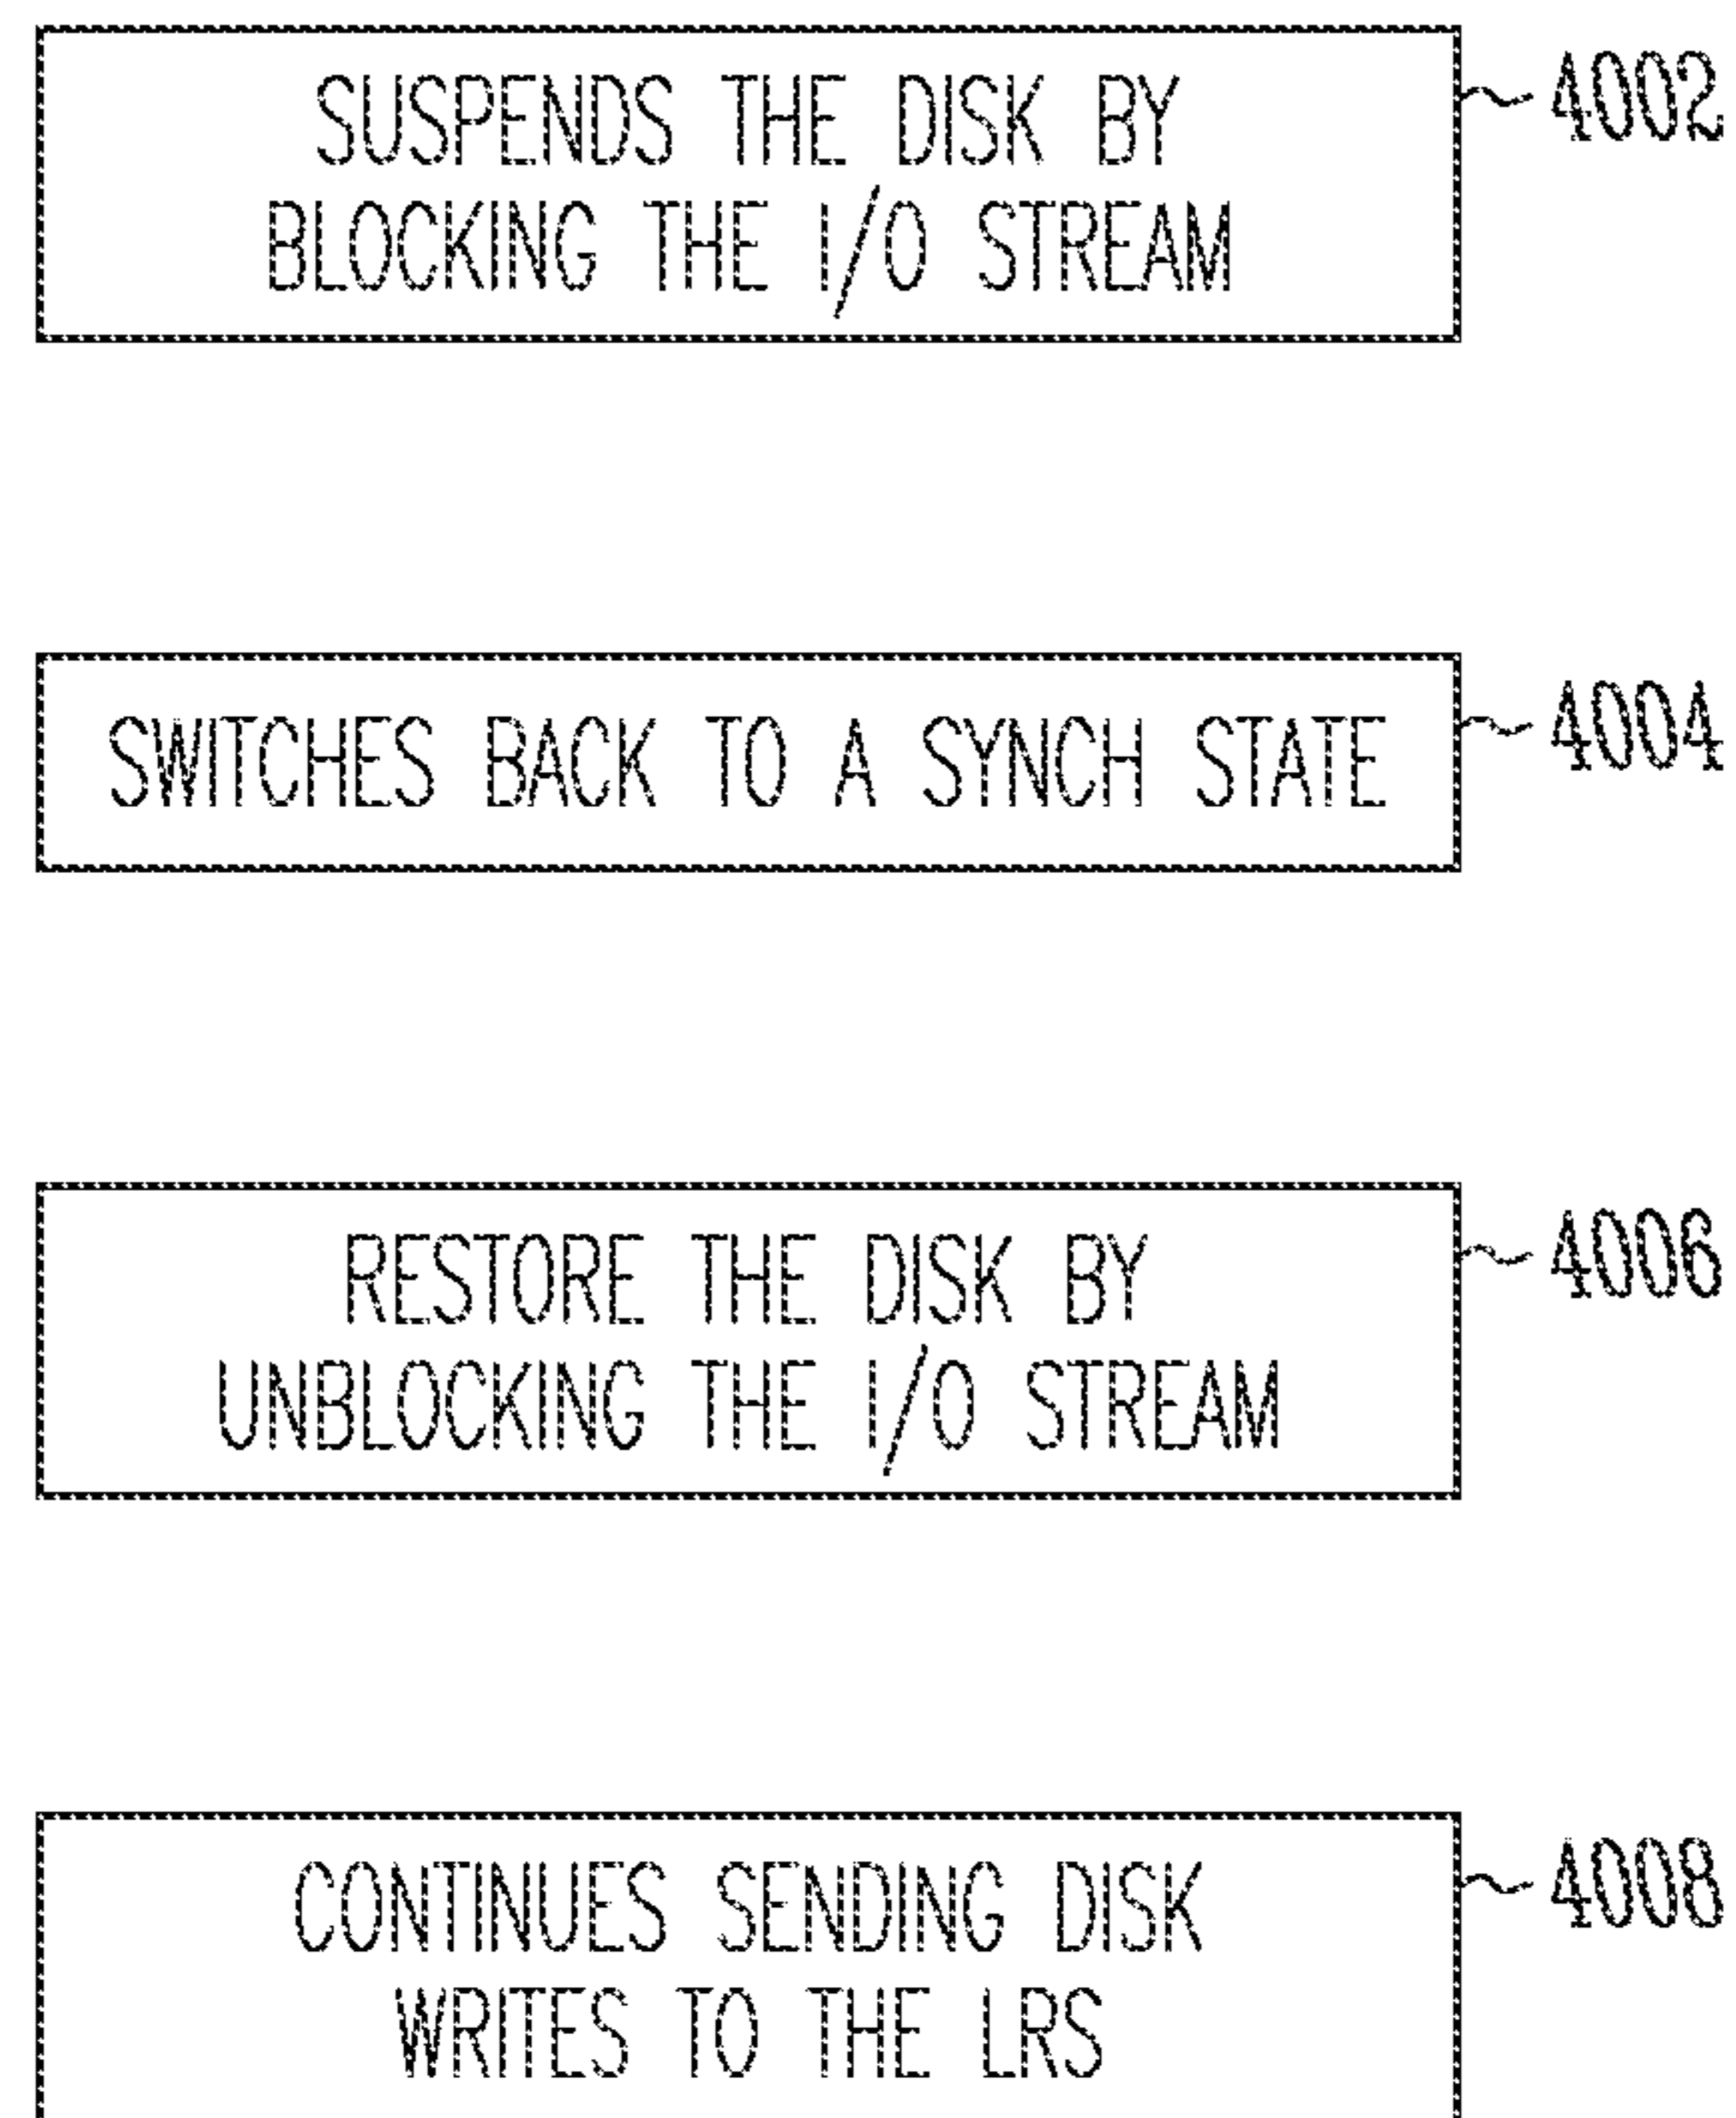 SUSPENDS THE DISK BY
BLOCKING THE I/O STREAM
4002
SWITCHES BACK TO A SYNCH STATE
4004
RESTORE THE DISK BY
UNBLOCKING THE I/O STREAM
4006
CONTINUES SENDING DISK
WRITES TO THE LRS
4008